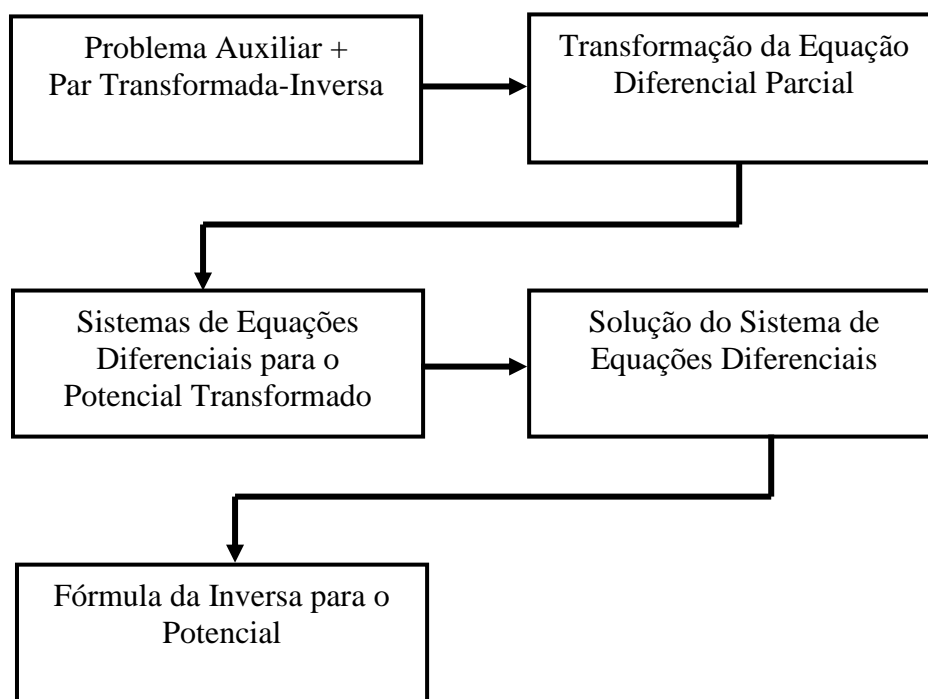 Problema Auxiliar +
Par Transformada-Inversa
Transformação da Equação
Diferencial Parcial
Sistemas de Equações
Diferenciais para o
Potencial Transformado
Solução do Sistema de
Equações Diferenciais
Fórmula da Inversa para o
Potencial